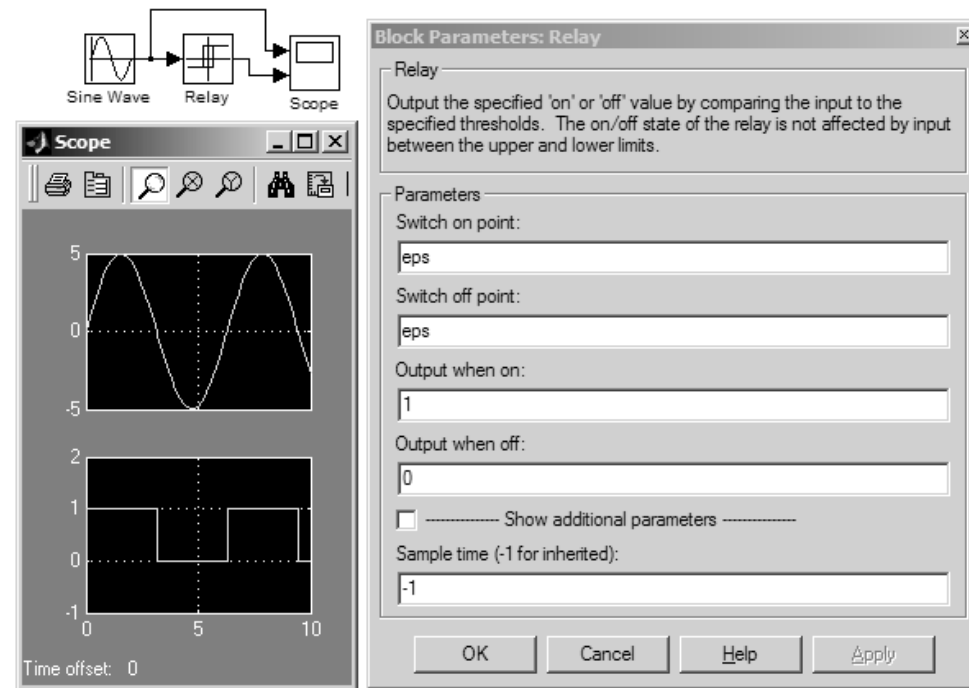 Sine Wave
Relay
Scope
Scope
5
0
-5
2
1
0
-1
0
5
10
Time offset: 0
Block Parameters: Relay
Relay
Output the specified 'on' or 'off' value by comparing the input to the
specified thresholds. The on/off state of the relay is not affected by input
between the upper and lower limits.
Parameters
Switch on point:
eps
Switch off point:
eps
Output when on:
1
Output when off:
0
--------------- Show additional parameters ---------------
Sample time (-1 for inherited):
-1
OK
Cancel
Help
Apply